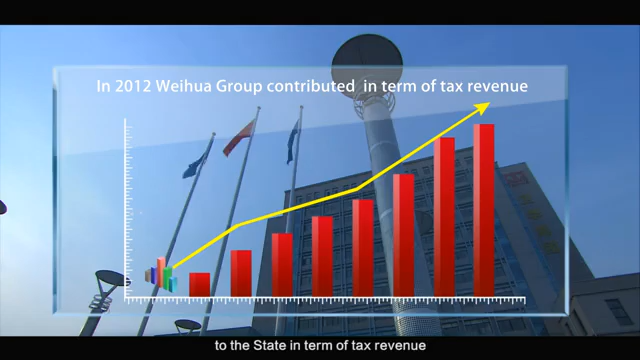 In 2012 Weihua Group contributed in term of tax revenue
to the State in term of tax revenue